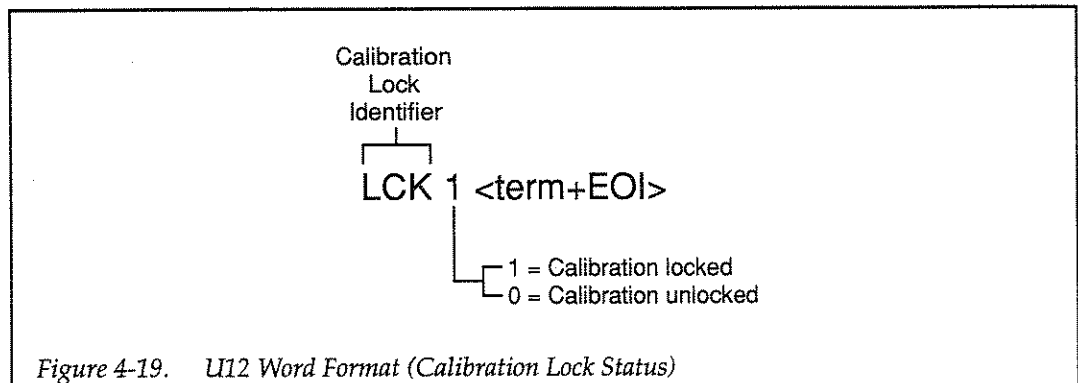 Calibration
Lock
Identifier
LCK 1 <term+EOI>
1 = Calibration locked
0 = Calibration unlocked
Figure 4-19. U12 Word Format (Calibration Lock Status)